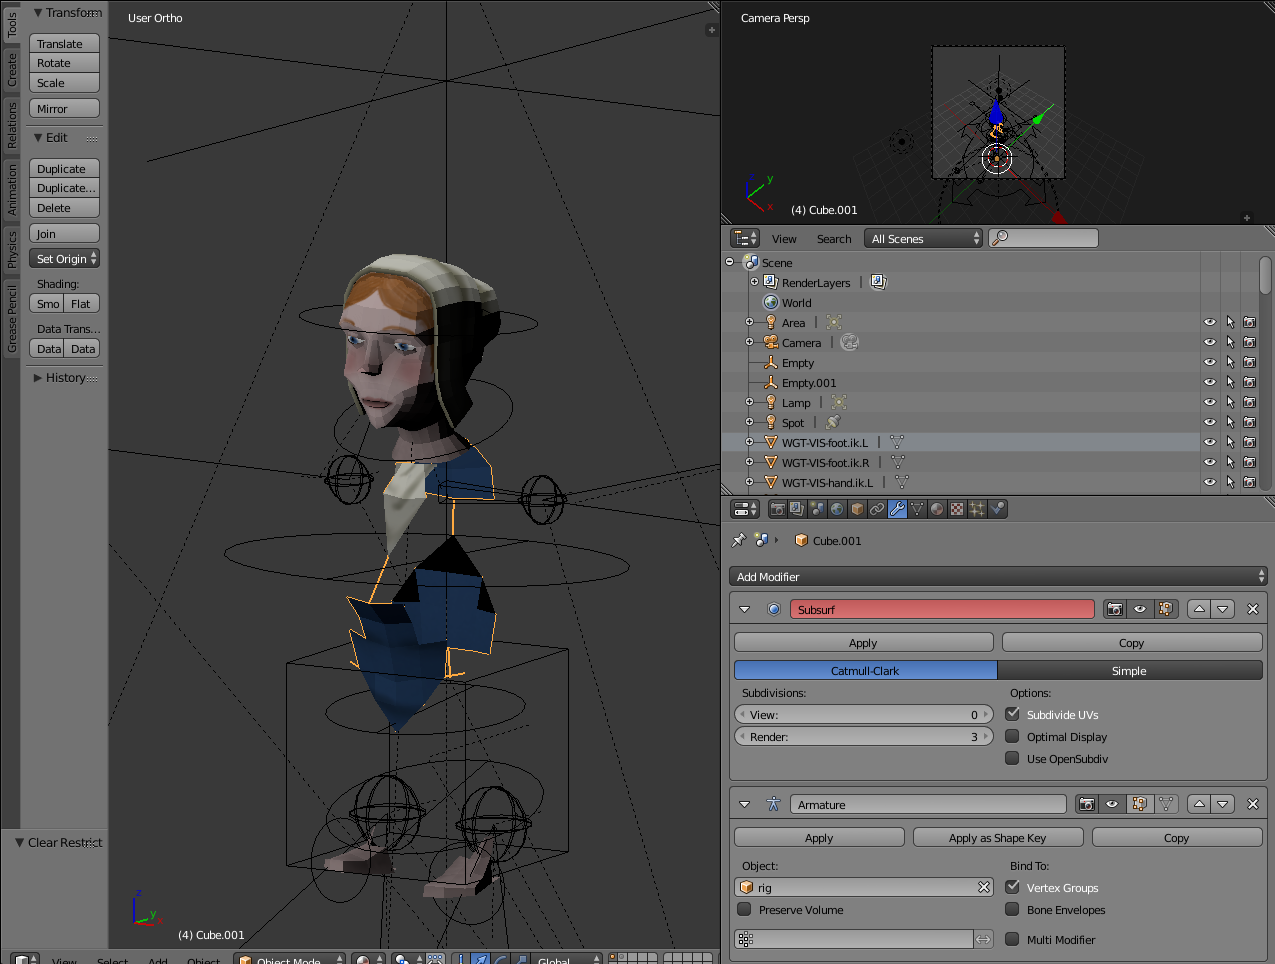 Tools
Create
Relations
Animation
Physics
Grease Pencil
Transform
Translate
Rotate
Scale
Mirror
Edit
Duplicate
Duplicate...
Delete
Join
Set Origin
Shading:
Smo Flat
Data Trans...
Data Data
History
Clear Restrict
User Ortho
z
y
(4) Cube.001
View Select Add Object Object Mode Global
Camera Persp
y
x
(4) Cube.001
View Search All Scenes
Scene
RenderLayers |
World
Area |
Camera |
Empty
Empty.001
Lamp |
Spot |
WGT-VIS-foot.ik.L |
WGT-VIS-foot.ik.R |
WGT-VIS-hand.ik.L |
Cube.001
Add Modifier
Subsurf
Apply Copy
Catmull-Clark Simple
Subdivisions: Options:
View: 0 Subdivide UVs
Render: 3 Optimal Display
Use OpenSubdiv
Armature
Apply Apply as Shape Key Copy
Object: Bind To:
rig Vertex Groups
Preserve Volume Bone Envelopes
Multi Modifier